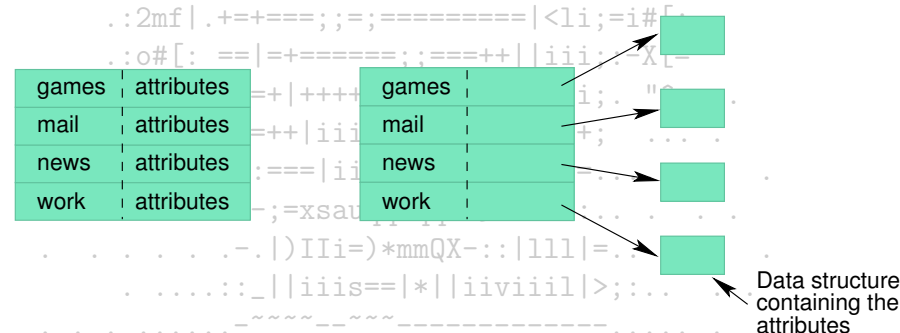 games attributes
mail attributes
news attributes
work attributes
games
mail
news
work
Data structure
containing the
attributes